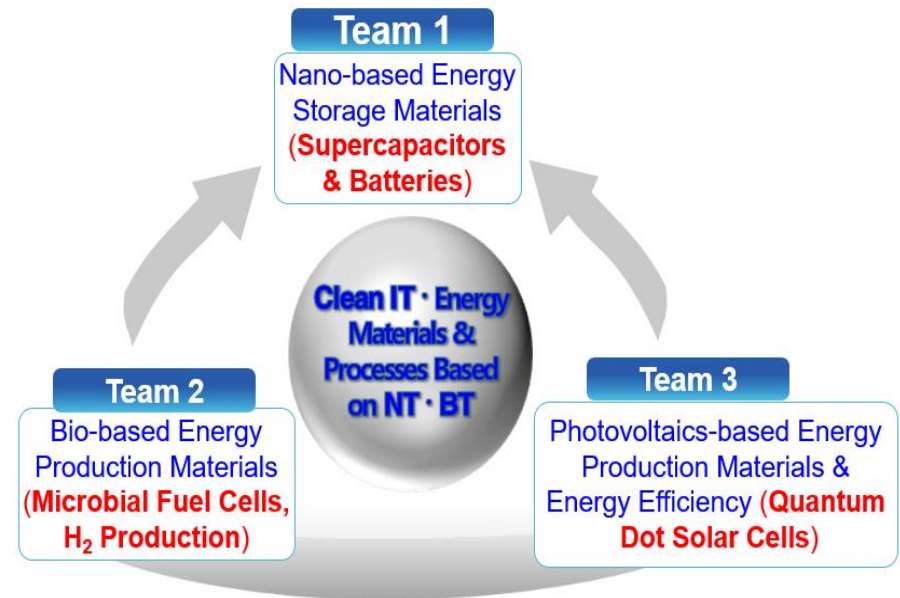 Team 1
Nano-based Energy
Storage Materials
(Supercapacitors
& Batteries)
Clean IT · Energy
Materials &
Processes Based
on NT · BT
Team 2
Bio-based Energy
Production Materials
(Microbial Fuel Cells,
H₂ Production)
Team 3
Photovoltaics-based Energy
Production Materials &
Energy Efficiency (Quantum
Dot Solar Cells)